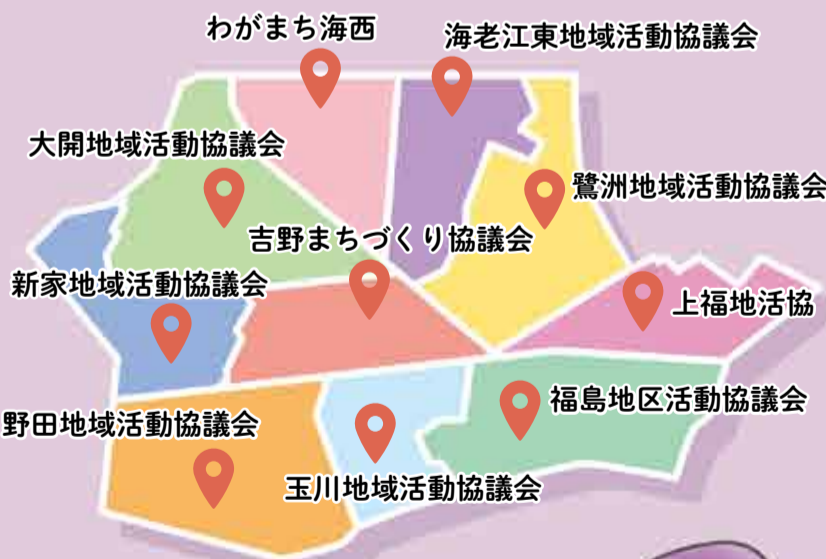 わがまち海西
海老江東地域活動協議会
大開地域活動協議会
鷺洲地域活動協議会
吉野まちづくり協議会
新家地域活動協議会
上福地活協
福島地区活動協議会
野田地域活動協議会
玉川地域活動協議会